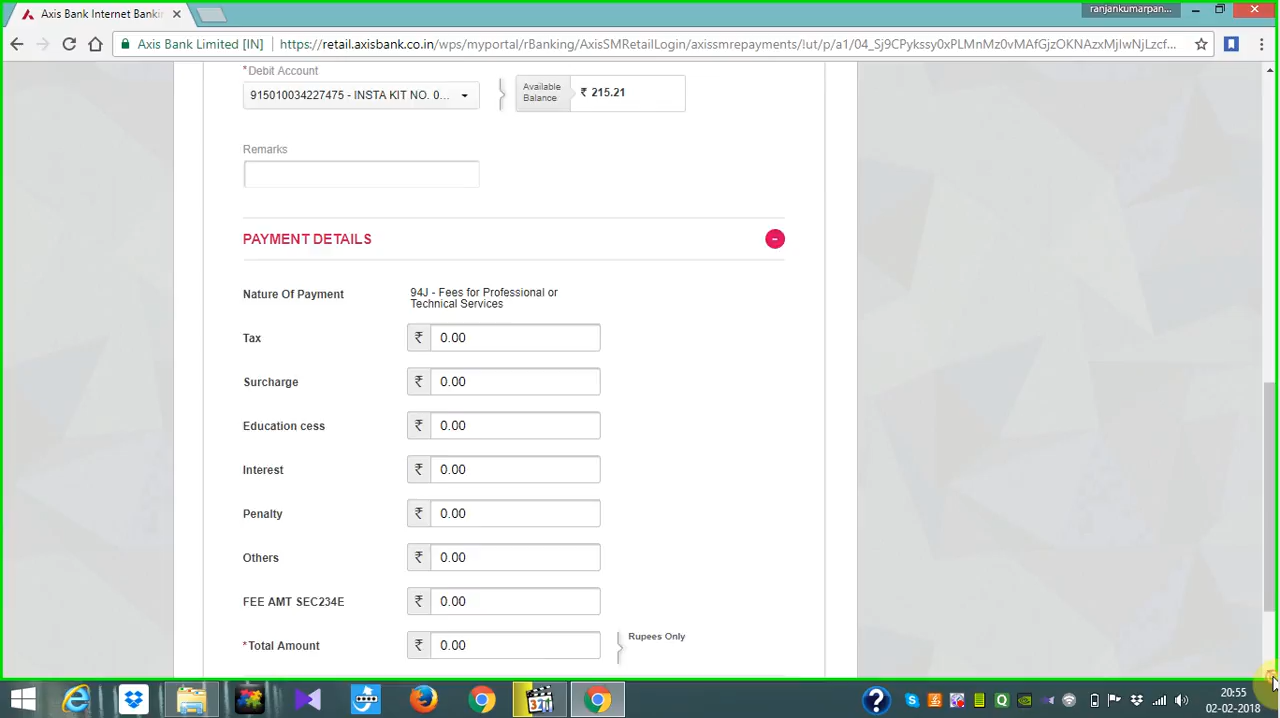 Axis Bank Internet Bankin
ranjankumarpan...
Axis Bank Limited [IN]
https://retail.axisbank.co.in/wps/myportal/rBanking/AxisSMRetailLogin/axissmrepayments/lut/p/a1/04_Sj9CPykssy0xPLMnMz0vMAfGjzOKNAzxMjIwNjLzcf...
*Debit Account
915010034227475 - INSTA KIT NO. 0...
Available
Balance
₹ 215.21
Remarks
PAYMENT DETAILS
Nature Of Payment
94J - Fees for Professional or
Technical Services
Tax ₹ 0.00
Surcharge ₹ 0.00
Education cess ₹ 0.00
Interest ₹ 0.00
Penalty ₹ 0.00
Others ₹ 0.00
FEE AMT SEC234E ₹ 0.00
*Total Amount ₹ 0.00
Rupees Only
20:55
02-02-2018